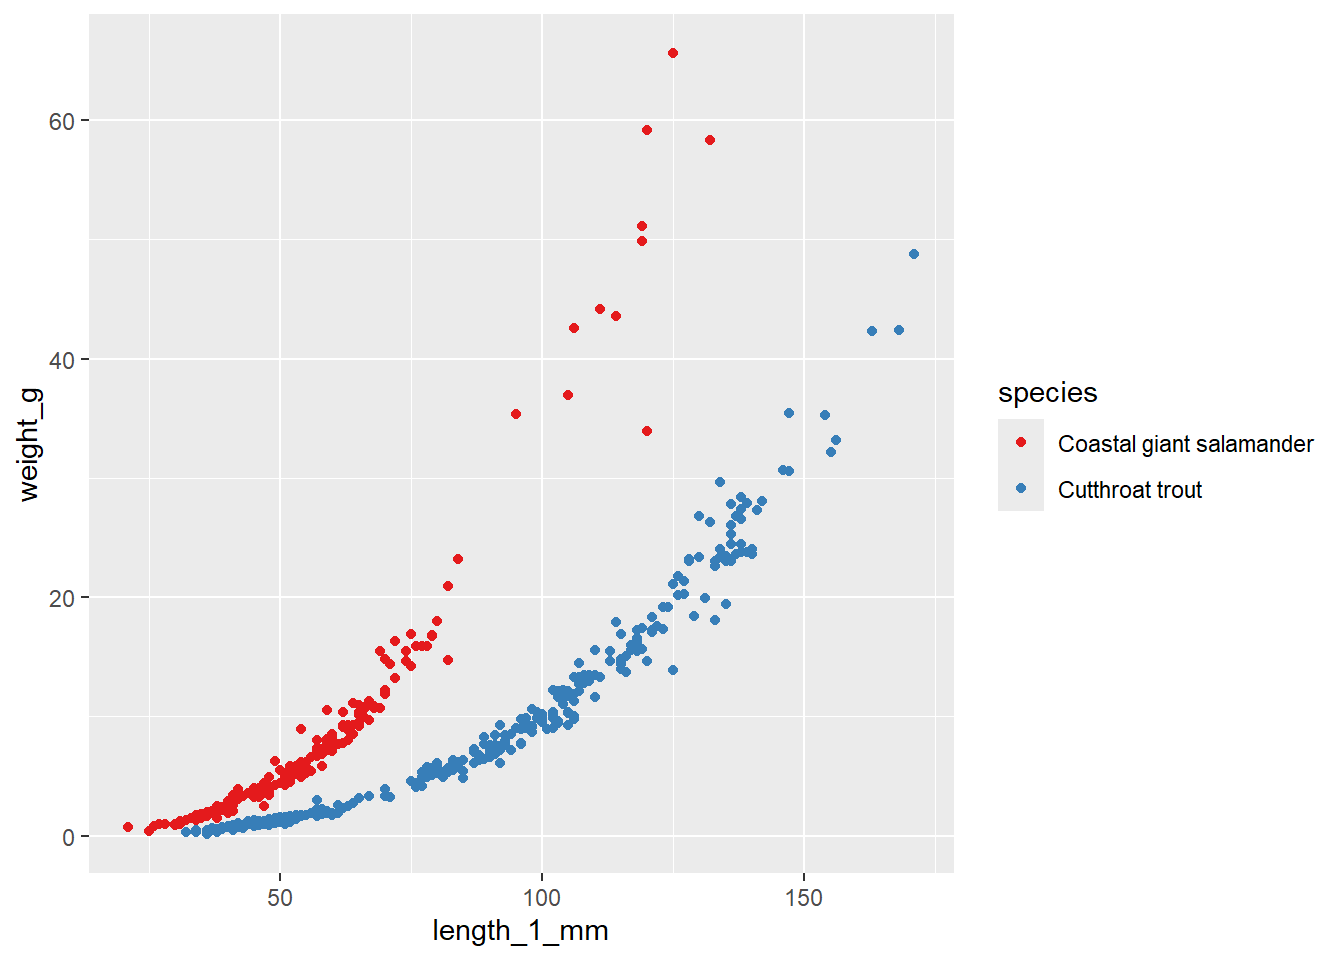 60
40
20
0
weight_g
50
100
150
length_1_mm
species
Coastal giant salamander
Cutthroat trout